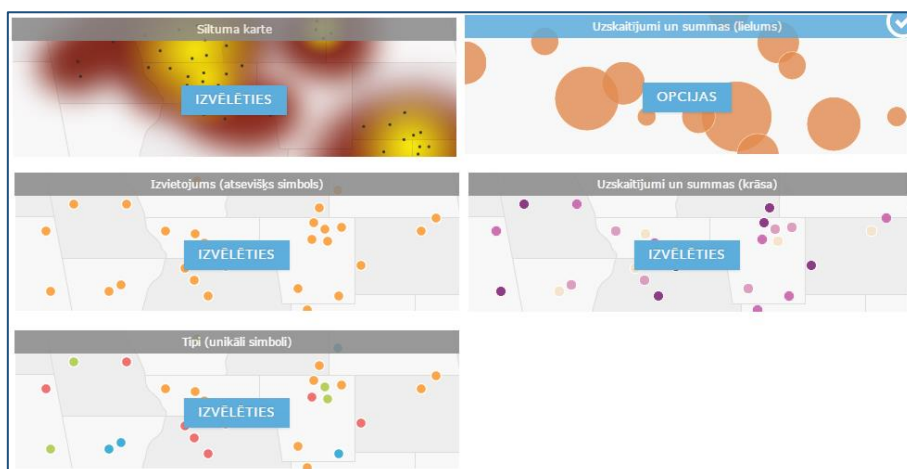 Siltuma karte
IZVĒLĒTIES
Uzskaitījumi un summas (lielums)
OPCIJAS
Izvietojums (atsevišķs simbols)
IZVĒLĒTIES
Uzskaitījumi un summas (krāsa)
IZVĒLĒTIES
Tipi (unikāli simboli)
IZVĒLĒTIES